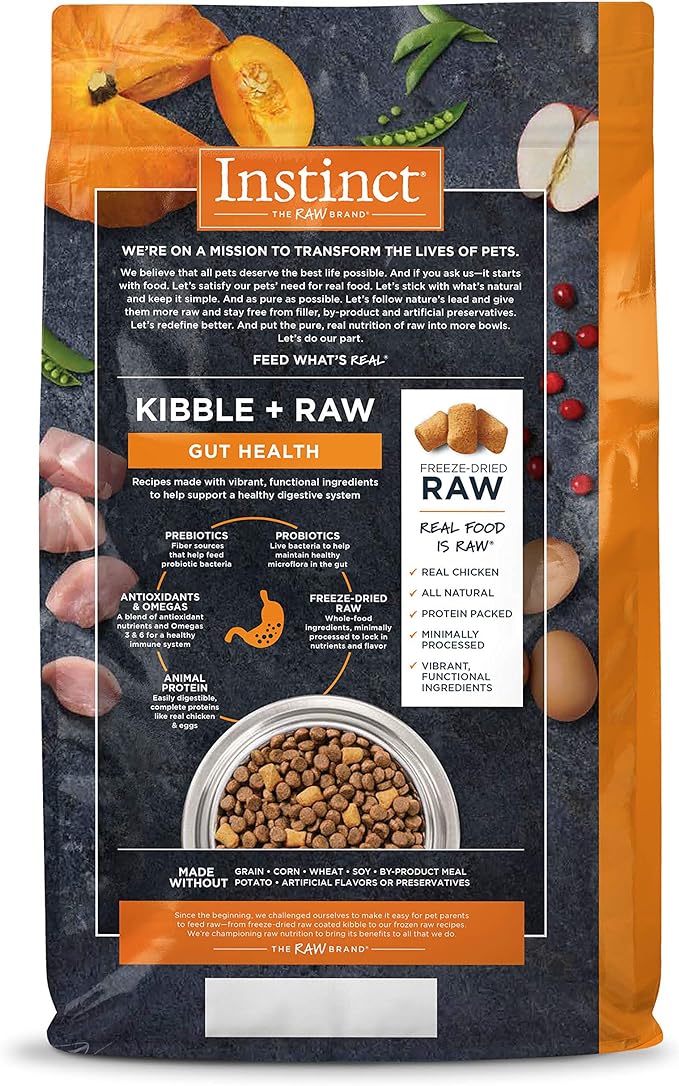 Instinct®
THE RAW BRAND®
WE'RE ON A MISSION TO TRANSFORM THE LIVES OF PETS.
We believe that all pets deserve the best life possible. And if you ask us—it starts
with food. Let's satisfy our pets' need for real food. Let's stick with what's natural
and keep it simple. And as pure as possible. Let's follow nature's lead and give
them more raw and stay free from filler, by-product and artificial preservatives.
Let's redefine better. And put the pure, real nutrition of raw into more bowls.
Let's do our part.
FEED WHAT'S REAL®
KIBBLE + RAW
GUT HEALTH
Recipes made with vibrant, functional ingredients
to help support a healthy digestive system
PREBIOTICS
Fiber sources
that help feed
probiotic bacteria
PROBIOTICS
Live bacteria to help
maintain healthy
microflora in the gut
ANTIOXIDANTS
& OMEGAS
A blend of antioxidant
nutrients and Omegas
3 & 6 for a healthy
immune system
FREEZE-DRIED
RAW
Whole-food
ingredients, minimally
processed to lock in
nutrients and flavor
ANIMAL
PROTEIN
Easily digestible,
complete proteins
like real chicken
& eggs
FREEZE-DRIED
RAW
REAL FOOD
IS RAW®
✓ REAL CHICKEN
✓ ALL NATURAL
✓ PROTEIN PACKED
✓ MINIMALLY
PROCESSED
✓ VIBRANT,
FUNCTIONAL
INGREDIENTS
MADE
WITHOUT
GRAIN • CORN • WHEAT • SOY • BY-PRODUCT MEAL
POTATO • ARTIFICIAL FLAVORS OR PRESERVATIVES
Since the beginning, we challenged ourselves to make it easy for pet parents
to feed raw—from freeze-dried raw coated kibble to our frozen raw recipes.
We're championing raw nutrition to bring its benefits to all that we do.
THE RAW BRAND®